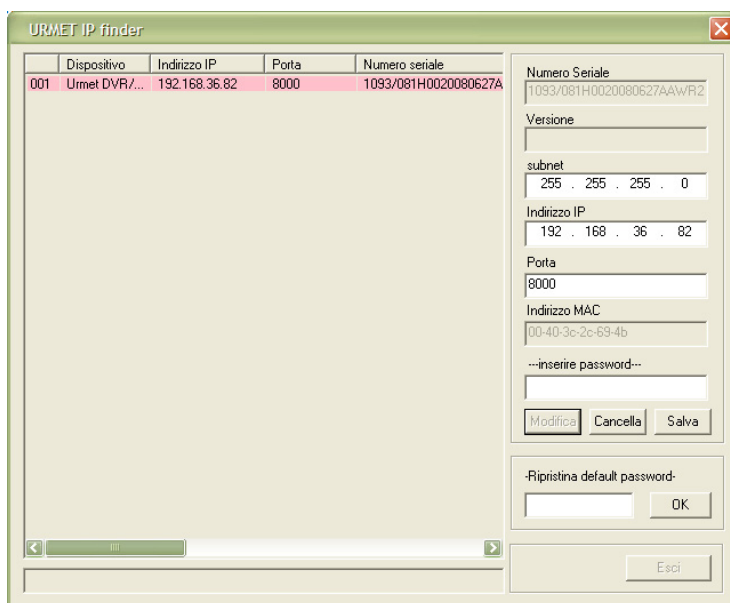 URMET IP finder
Dispositivo Indirizzo IP Porta Numero seriale
001 Urmet DVR/... 192.168.36.82 8000 1093/081H0020080627A
Numero Seriale
1093/081H0020080627AAWR2
Versione
subnet
255 . 255 . 255 . 0
Indirizzo IP
192 . 168 . 36 . 82
Porta
8000
Indirizzo MAC
00-40-3c-2c-69-4b
---inserire password---
Modifica Cancella Salva
-Ripristina default password-
OK
Esci